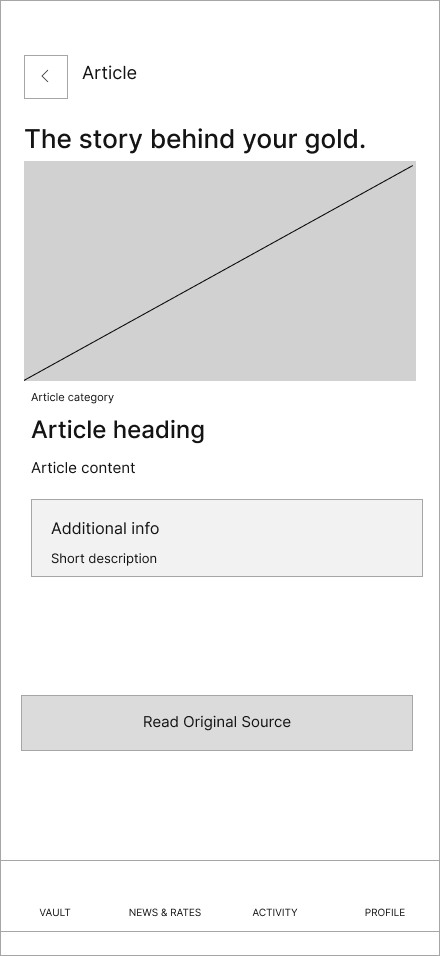 Article
The story behind your gold.
Article category
Article heading
Article content
Additional info
Short description
Read Original Source
VAULT NEWS & RATES ACTIVITY PROFILE